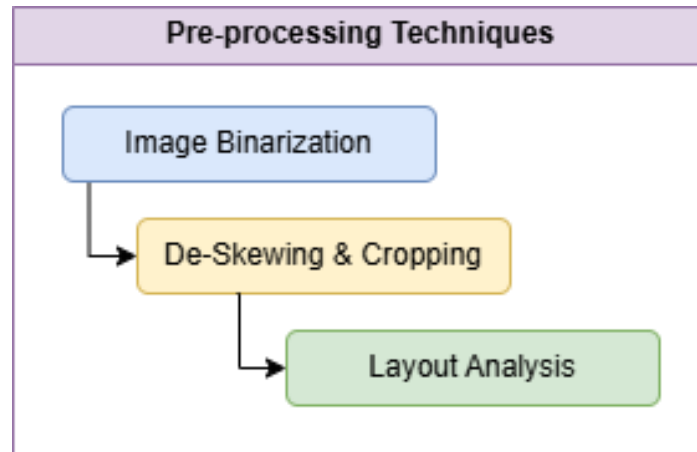 Pre-processing Techniques
Image Binarization
De-Skewing & Cropping
Layout Analysis